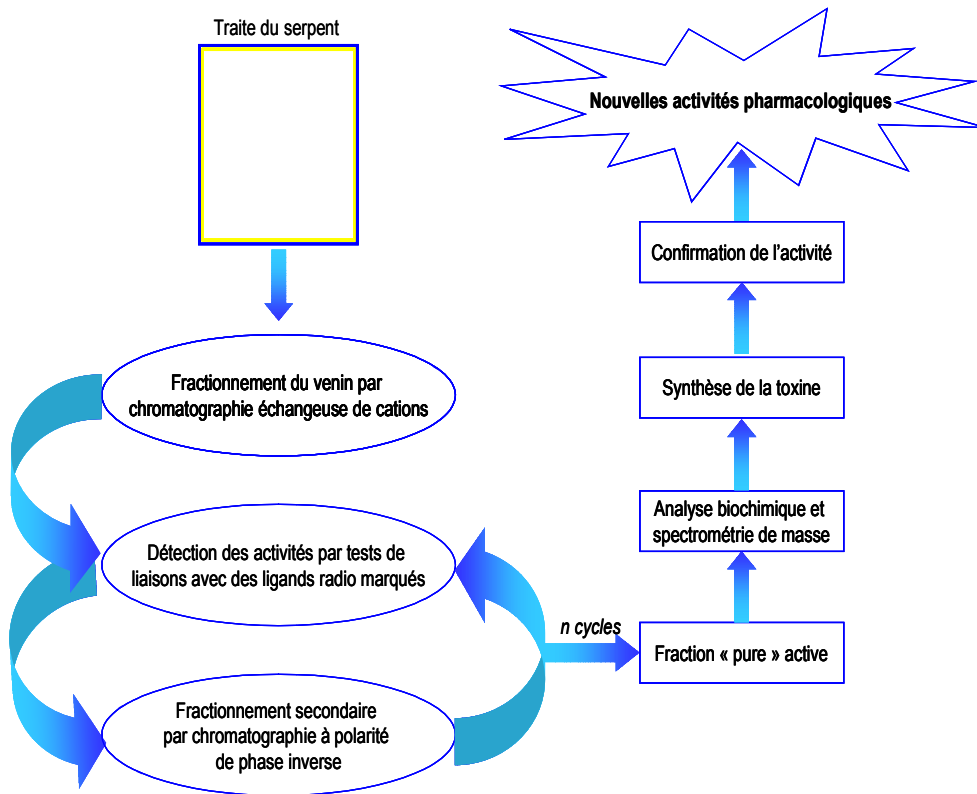 Traite du serpent
Fractionnement du venin par
chromatographie échangeuse de cations
Détection des activités par tests de
liaisons avec des ligands radio marqués
Fractionnement secondaire
par chromatographie à polarité
de phase inverse
n cycles
Fraction « pure » active
Analyse biochimique et
spectrométrie de masse
Synthèse de la toxine
Confirmation de l’activité
Nouvelles activités pharmacologiques